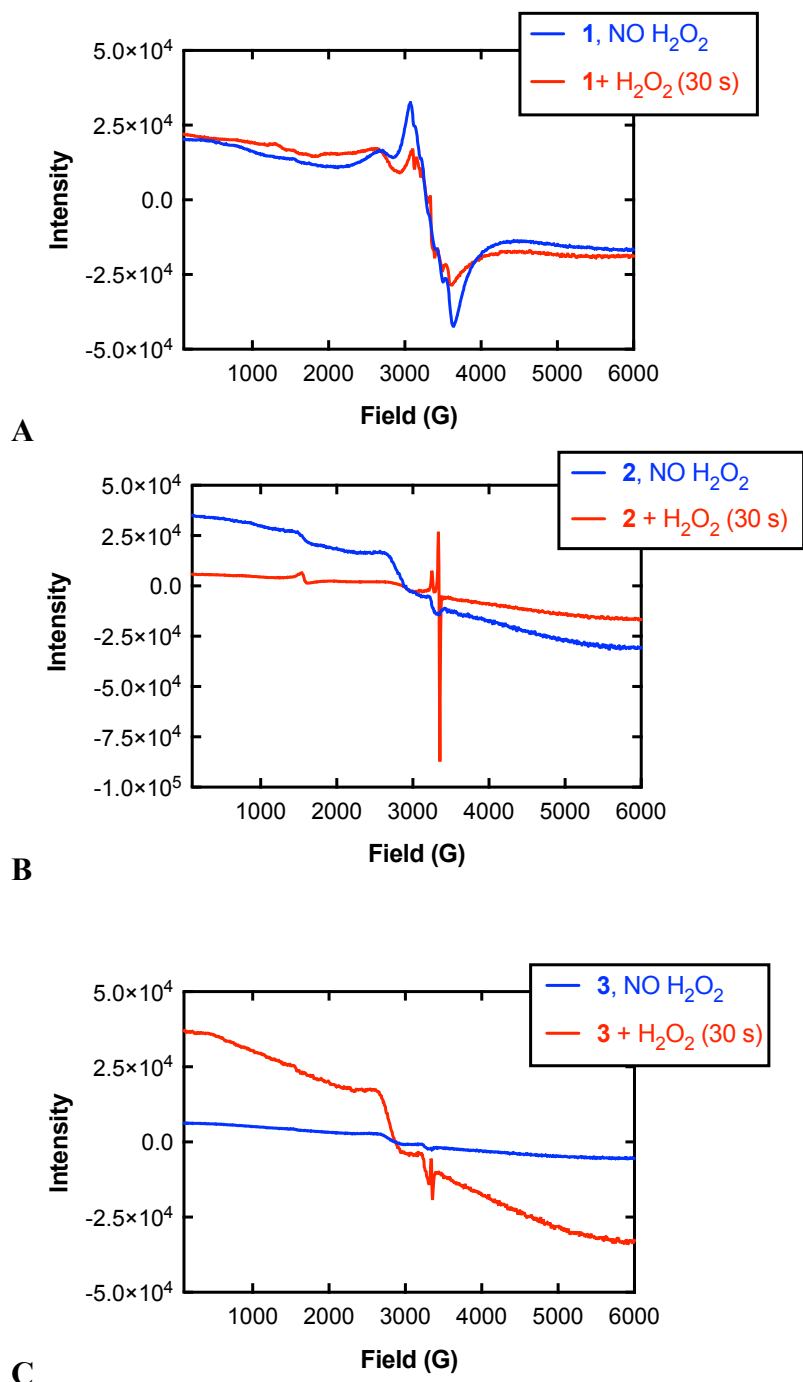 1, NO H2O2
1+ H2O2 (30 s)
5.0×10⁴
2.5×10⁴
0.0
-2.5×10⁴
-5.0×10⁴
Intensity
1000 2000 3000 4000 5000 6000
Field (G)
A
2, NO H2O2
2 + H2O2 (30 s)
5.0×10⁴
2.5×10⁴
0.0
-2.5×10⁴
-5.0×10⁴
-7.5×10⁴
-1.0×10⁵
Intensity
1000 2000 3000 4000 5000 6000
Field (G)
B
3, NO H2O2
3 + H2O2 (30 s)
5.0×10⁴
2.5×10⁴
0.0
-2.5×10⁴
-5.0×10⁴
Intensity
1000 2000 3000 4000 5000 6000
Field (G)
C